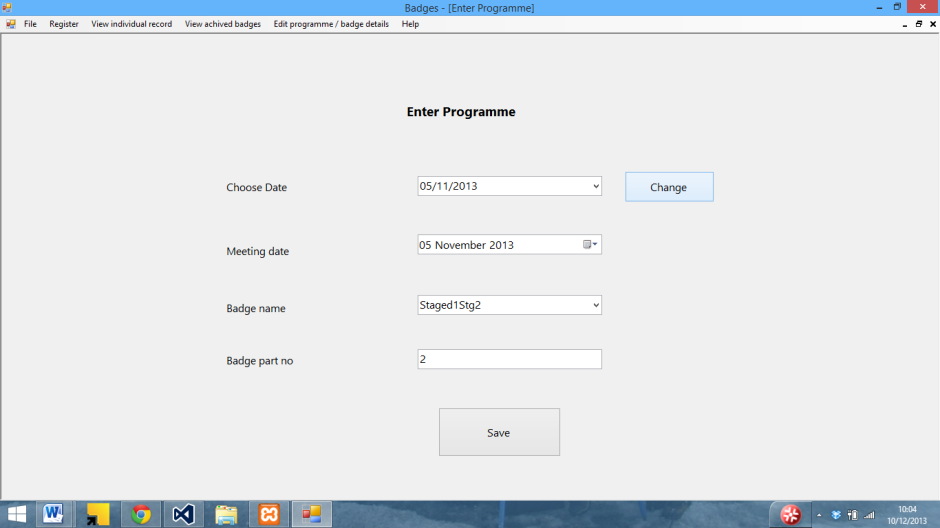 Badges - [Enter Programme]
File Register View individual record View achived badges Edit programme / badge details Help
Enter Programme
Choose Date 05/11/2013 Change
Meeting date 05 November 2013
Badge name Staged1Stg2
Badge part no 2
Save
10:04
10/12/2013